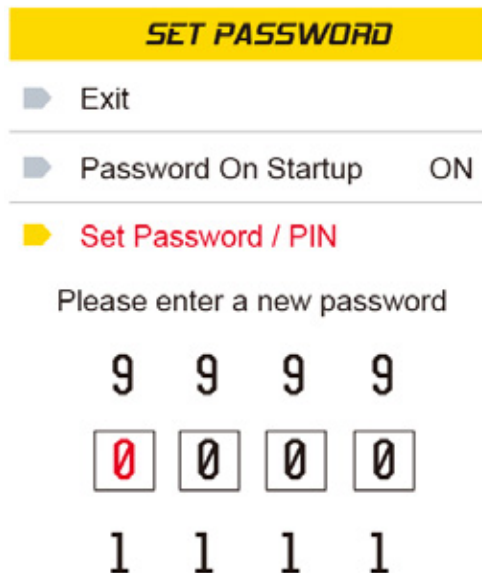 SET PASSWORD
Exit
Password On Startup ON
Set Password / PIN
Please enter a new password
9 9 9 9
0 0 0 0
1 1 1 1